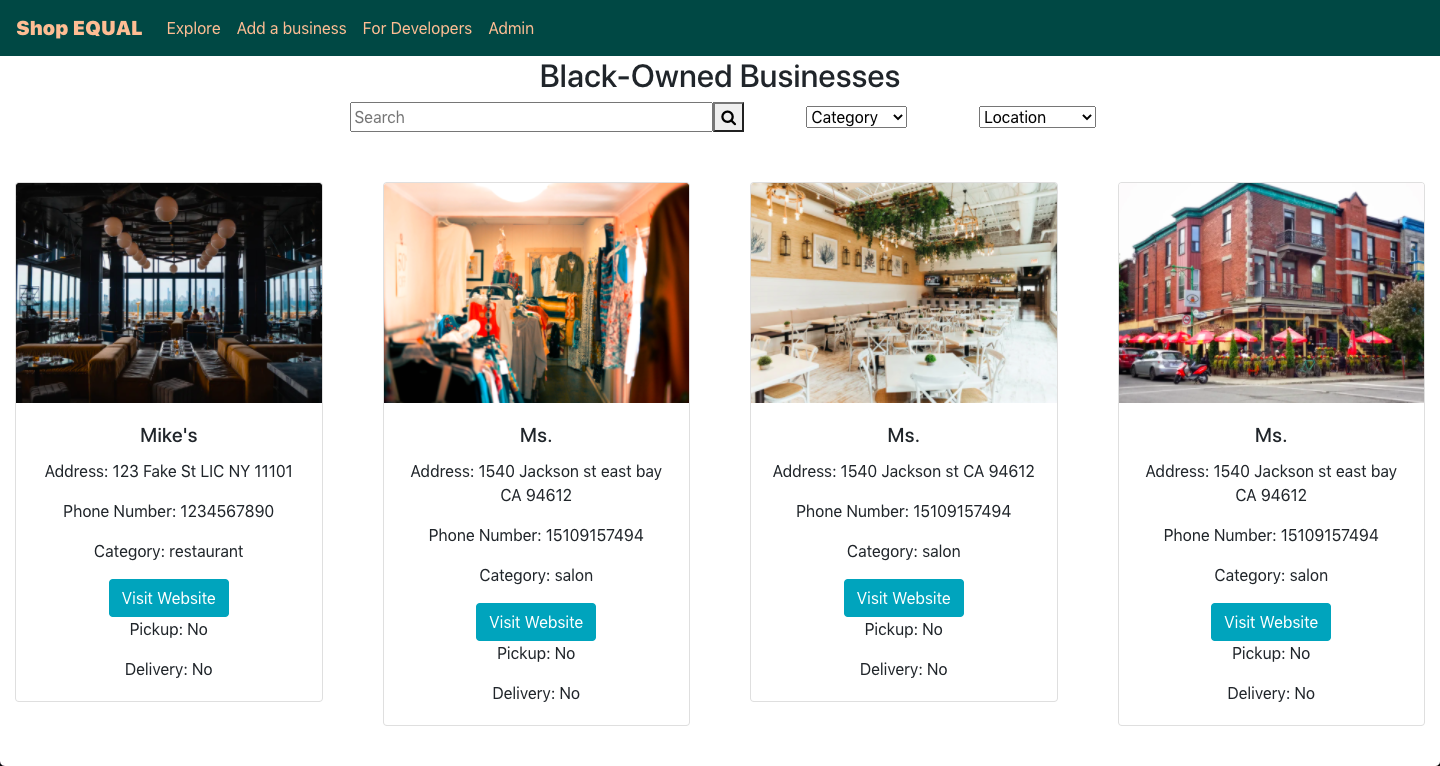 Shop EQUAL Explore Add a business For Developers Admin
Black-Owned Businesses
Search Category Location
Mike's
Address: 123 Fake St LIC NY 11101
Phone Number: 1234567890
Category: restaurant
Visit Website
Pickup: No
Delivery: No
Ms.
Address: 1540 Jackson st east bay
CA 94612
Phone Number: 15109157494
Category: salon
Visit Website
Pickup: No
Delivery: No
Ms.
Address: 1540 Jackson st CA 94612
Phone Number: 15109157494
Category: salon
Visit Website
Pickup: No
Delivery: No
Ms.
Address: 1540 Jackson st east bay
CA 94612
Phone Number: 15109157494
Category: salon
Visit Website
Pickup: No
Delivery: No